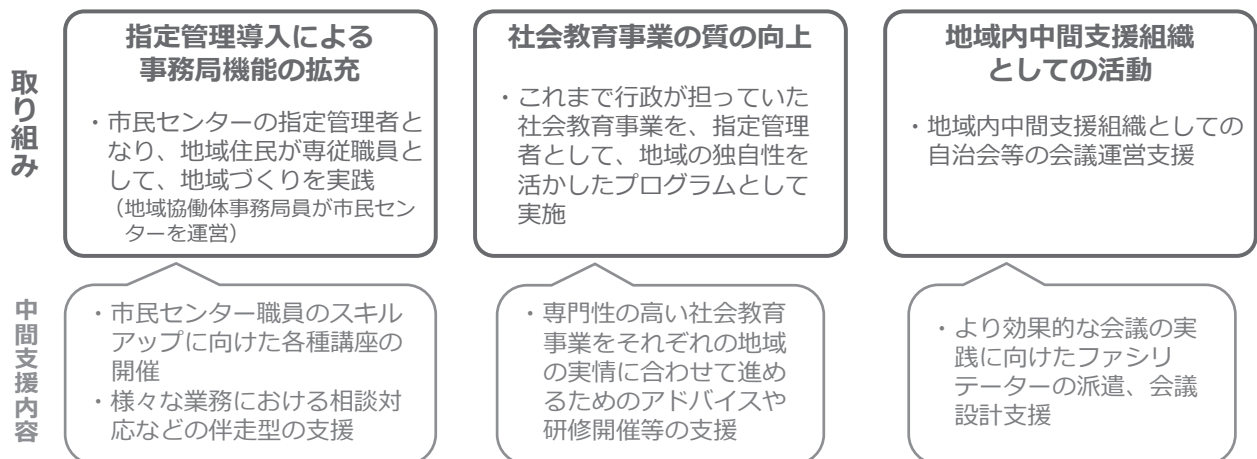 取り組み
指定管理導入による
事務局機能の拡充
・市民センターの指定管理者と
なり、地域住民が専従職員と
して、地域づくりを実践
（地域協働体事務局員が市民セン
ターを運営）
社会教育事業の質の向上
・これまで行政が担っていた
社会教育事業を、指定管理
者として、地域の独自性を
活かしたプログラムとして
実施
地域内中間支援組織
としての活動
・地域内中間支援組織としての
自治会等の会議運営支援
中間支援内容
・市民センター職員のスキル
アップに向けた各種講座の
開催
・様々な業務における相談対
応などの伴走型の支援
・専門性の高い社会教育
事業をそれぞれの地域
の実情に合わせて進め
るためのアドバイスや
研修開催等の支援
・より効果的な会議の実
践に向けたファシリ
テーターの派遣、会議
設計支援